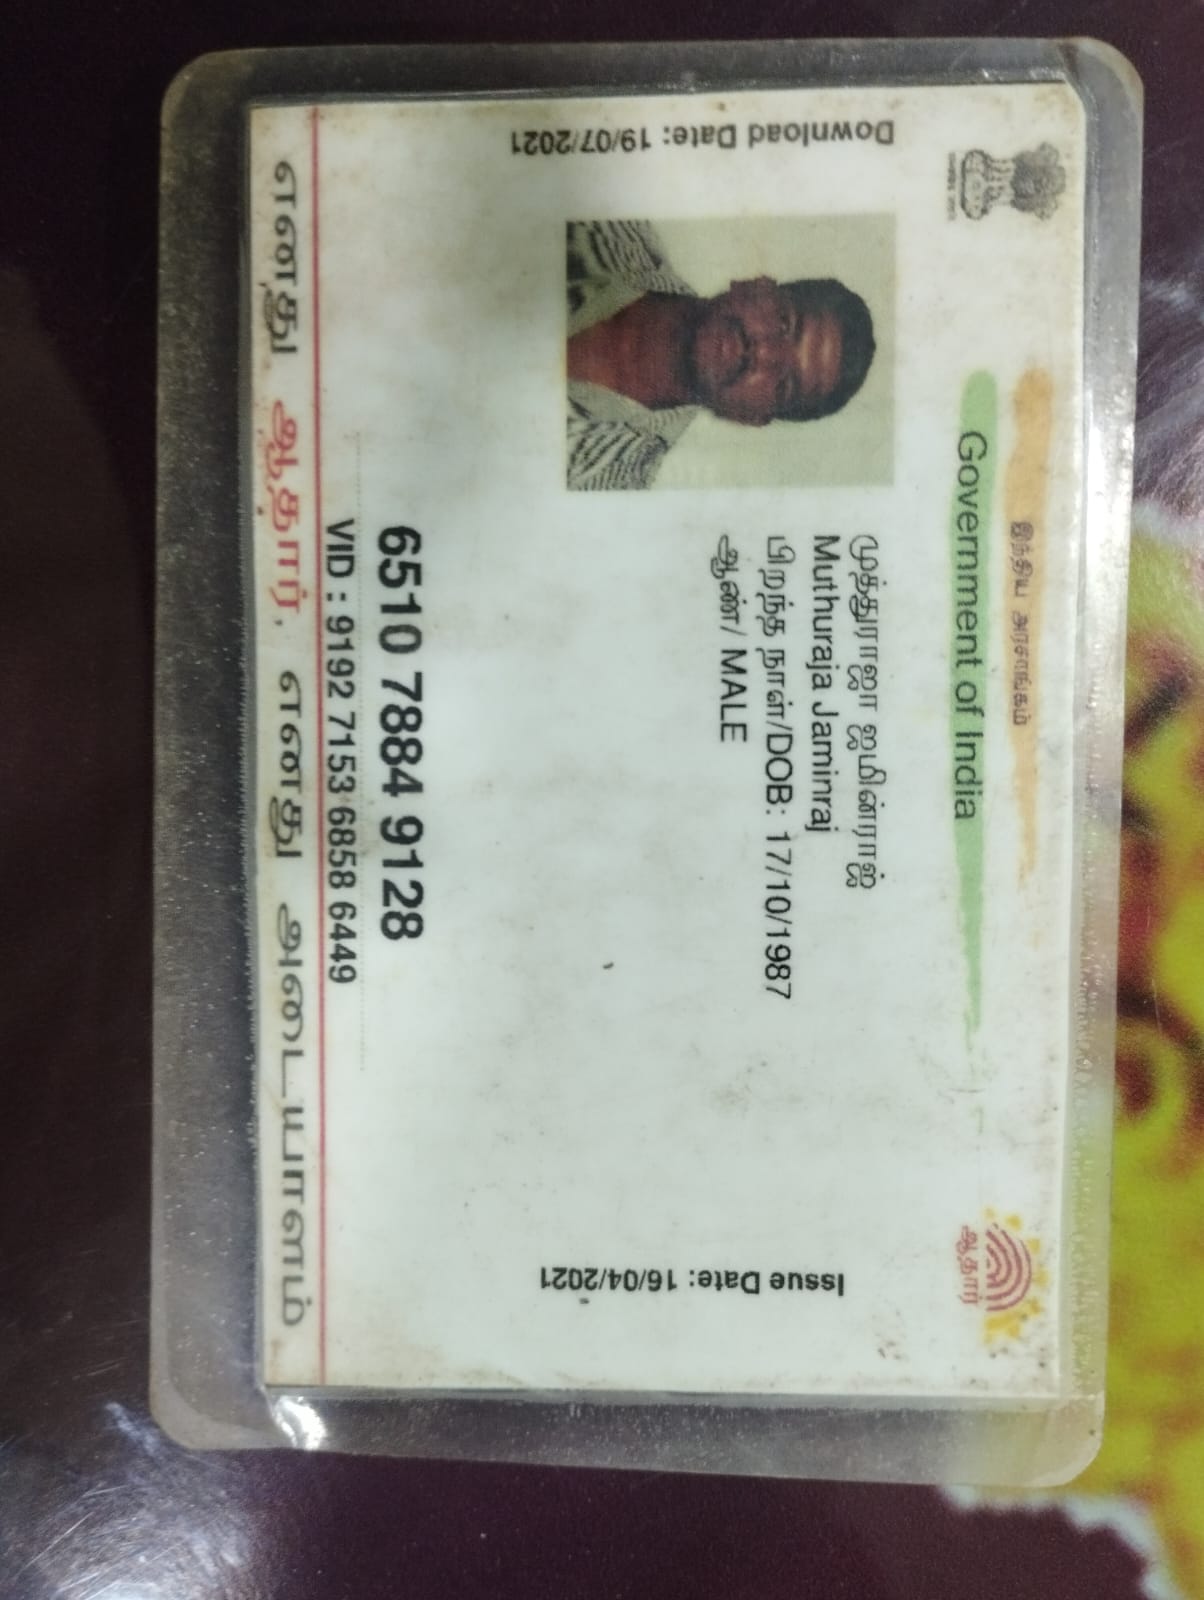 இந்திய அரசாங்கம்
Government of India
Download Date: 19/07/2021
முத்துராஜா ஜமின்ராஜ்
Muthuraja Jaminraj
பிறந்த நாள்/DOB: 17/10/1987
ஆண்/ MALE
Issue Date: 16/04/2021
ஆதார்
6510 7884 9128
VID : 9192 7153 6858 6449
எனது ஆதார், எனது அடையாளம்